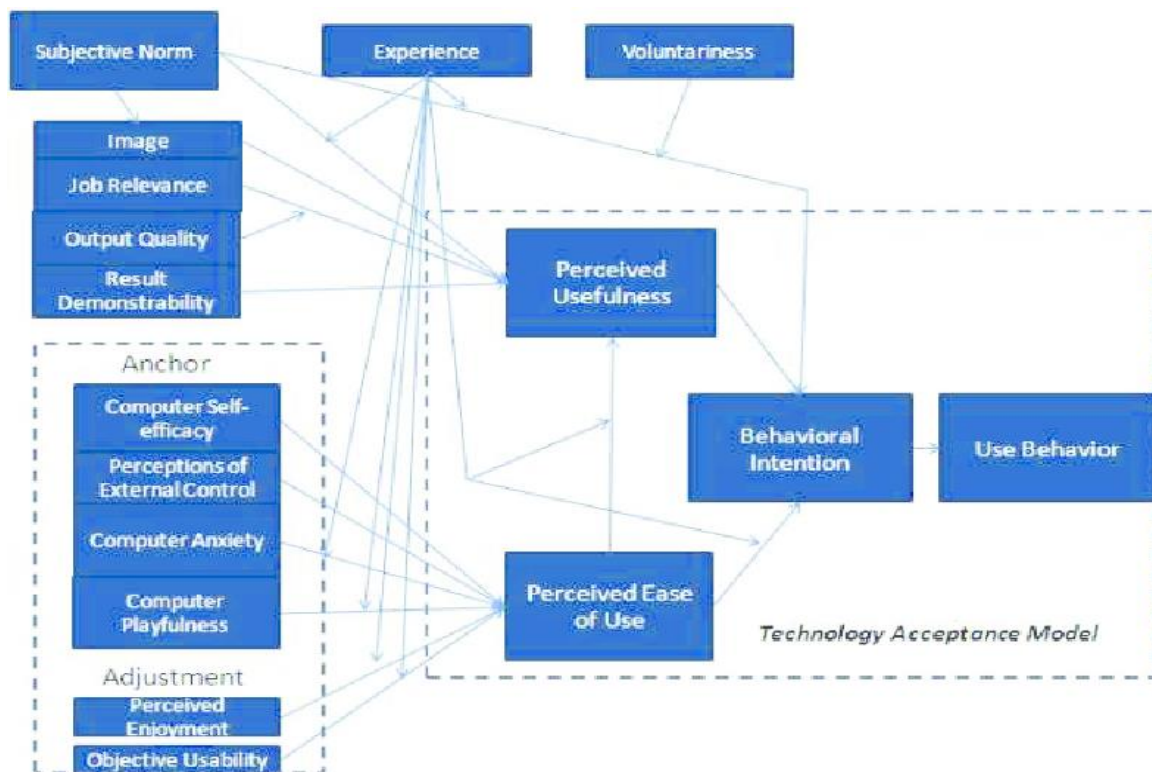 Subjective Norm
Experience
Voluntariness
Image
Job Relevance
Output Quality
Result
Demonstrability
Perceived
Usefulness
Anchor
Computer Self-
efficacy
Perceptions of
External Control
Computer Anxiety
Computer
Playfulness
Behavioral
Intention
Use Behavior
Perceived Ease
of Use
Technology Acceptance Model
Adjustment
Perceived
Enjoyment
Objective Usability